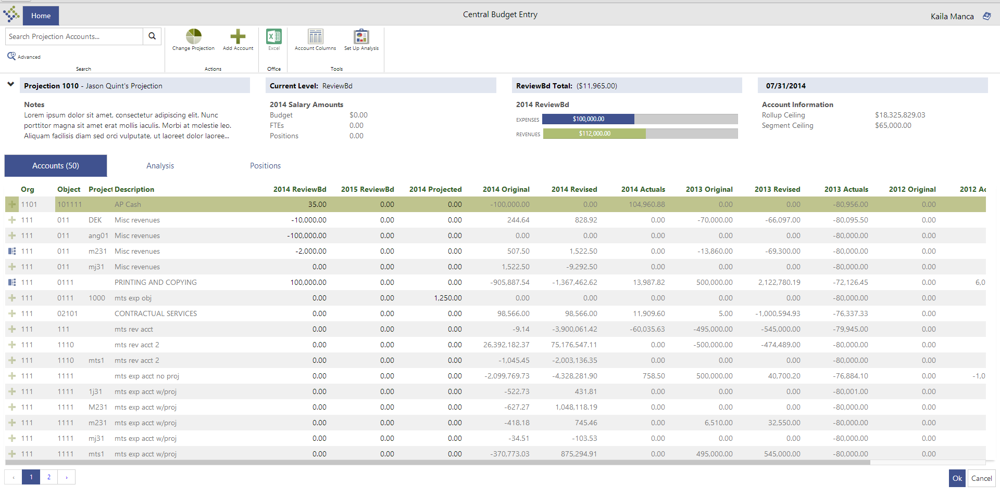 Home
Central Budget Entry
Kaila Manca
Search Projection Accounts...
Advanced
Search
Change Projection
Add Account
Actions
Excel
Office
Account Columns
Set Up Analysis
Tools
Projection 1010 - Jason Quint's Projection
Notes
Lorem ipsum dolor sit amet, consectetur adipiscing elit. Nunc
porttitor magna sit amet erat mollis iaculis. Morbi at molestie leo.
Aliquam facilisis diam sed orci vulputate, ut laoreet dolor laoree...
Current Level: ReviewBd
2014 Salary Amounts
Budget $0.00
FTEs 0.00
Positions 0.00
ReviewBd Total: ($11,965.00)
2014 ReviewBd
EXPENSES $100,000.00
REVENUES $112,000.00
07/31/2014
Account Information
Rollup Ceiling $18,325,829.03
Segment Ceiling $65,000.00
Accounts (50) Analysis Positions
Org Object Project Description 2014 ReviewBd 2015 ReviewBd 2014 Projected 2014 Original 2014 Revised 2014 Actuals 2013 Original 2013 Revised 2013 Actuals 2012 Original 2012 Ac
1101 101111 AP Cash 35.00 0.00 0.00 -100,000.00 0.00 104,960.88 0.00 0.00 -80,956.00 0.00
111 011 DEK Misc revenues -10,000.00 0.00 0.00 244.64 828.92 0.00 -70,000.00 -66,097.00 -80,095.50 0.00
111 011 ang01 Misc revenues -100,000.00 0.00 0.00 0.00 0.00 0.00 0.00 0.00 -80,000.00 0.00
111 011 m231 Misc revenues -2,000.00 0.00 0.00 507.50 1,522.50 0.00 -13,860.00 -69,300.00 -80,000.00 0.00
111 011 mj31 Misc revenues 0.00 0.00 0.00 1,522.50 -9,292.50 0.00 0.00 0.00 -80,000.00 0.00
111 0111 PRINTING AND COPYING 100,000.00 0.00 0.00 -905,887.54 -1,367,462.62 13,987.82 500,000.00 2,122,780.19 -72,126.45 0.00 6,0
111 0111 1000 mts exp obj 0.00 0.00 1,250.00 0.00 0.00 0.00 0.00 0.00 -80,000.00 0.00
111 02101 CONTRACTUAL SERVICES 0.00 0.00 0.00 98,566.00 98,566.00 11,909.60 5.00 -1,000,594.93 -76,337.33 0.00
111 111 mts rev acct 0.00 0.00 0.00 -9.14 -3,900,061.42 -60,035.63 -495,000.00 -545,000.00 -79,945.00 0.00
111 1110 mts rev acct 2 0.00 0.00 0.00 26,392,182.37 75,176,547.11 0.00 -500,000.00 -474,489.00 -80,000.00 0.00
111 1110 mts1 mts rev acct 2 0.00 0.00 0.00 -1,045.45 -2,003,136.35 0.00 0.00 0.00 -80,000.00 0.00
111 1111 mts exp acct no proj 0.00 0.00 0.00 -2,099,769.73 -4,328,281.90 758.50 500,000.00 40,700.20 -76,884.10 0.00 -1,0
111 1111 1j31 mts exp acct w/proj 0.00 0.00 0.00 -522.73 431.81 0.00 0.00 0.00 -80,001.00 0.00
111 1111 M231 mts exp acct w/proj 0.00 0.00 0.00 -627.27 1,048,118.19 0.00 0.00 0.00 -80,000.00 0.00
111 1111 m231 mts exp acct w/proj 0.00 0.00 0.00 -418.18 745.46 0.00 6,510.00 32,550.00 -80,000.00 0.00
111 1111 mj31 mts exp acct w/proj 0.00 0.00 0.00 -34.51 -103.53 0.00 0.00 0.00 -80,000.00 0.00
111 1111 mts1 mts exp acct w/proj 0.00 0.00 0.00 -370,773.03 875,294.91 0.00 495,000.00 545,000.00 -80,000.00 0.00
‹ 1 2 ›
Ok Cancel